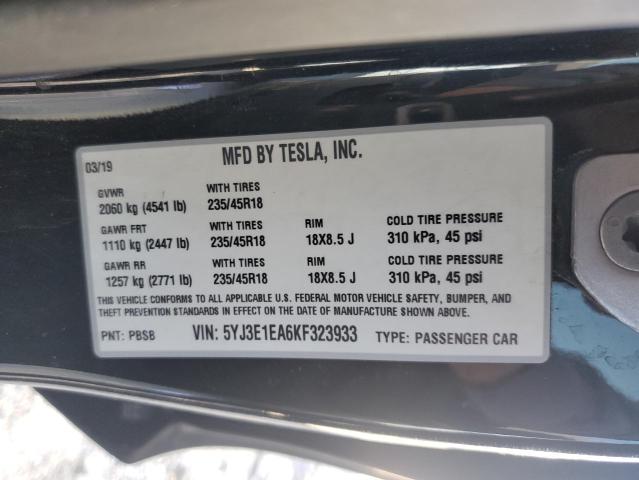 03/19 MFD BY TESLA, INC.
GVWR WITH TIRES
2060 kg (4541 lb) 235/45R18
GAWR FRT WITH TIRES RIM COLD TIRE PRESSURE
1110 kg (2447 lb) 235/45R18 18X8.5 J 310 kPa, 45 psi
GAWR RR WITH TIRES RIM COLD TIRE PRESSURE
1257 kg (2771 lb) 235/45R18 18X8.5 J 310 kPa, 45 psi
THIS VEHICLE CONFORMS TO ALL APPLICABLE U.S. FEDERAL MOTOR VEHICLE SAFETY, BUMPER, AND
THEFT PREVENTION STANDARDS IN EFFECT ON THE DATE OF MANUFACTURE SHOWN ABOVE.
PNT: PBSB VIN: 5YJ3E1EA6KF323933 TYPE: PASSENGER CAR